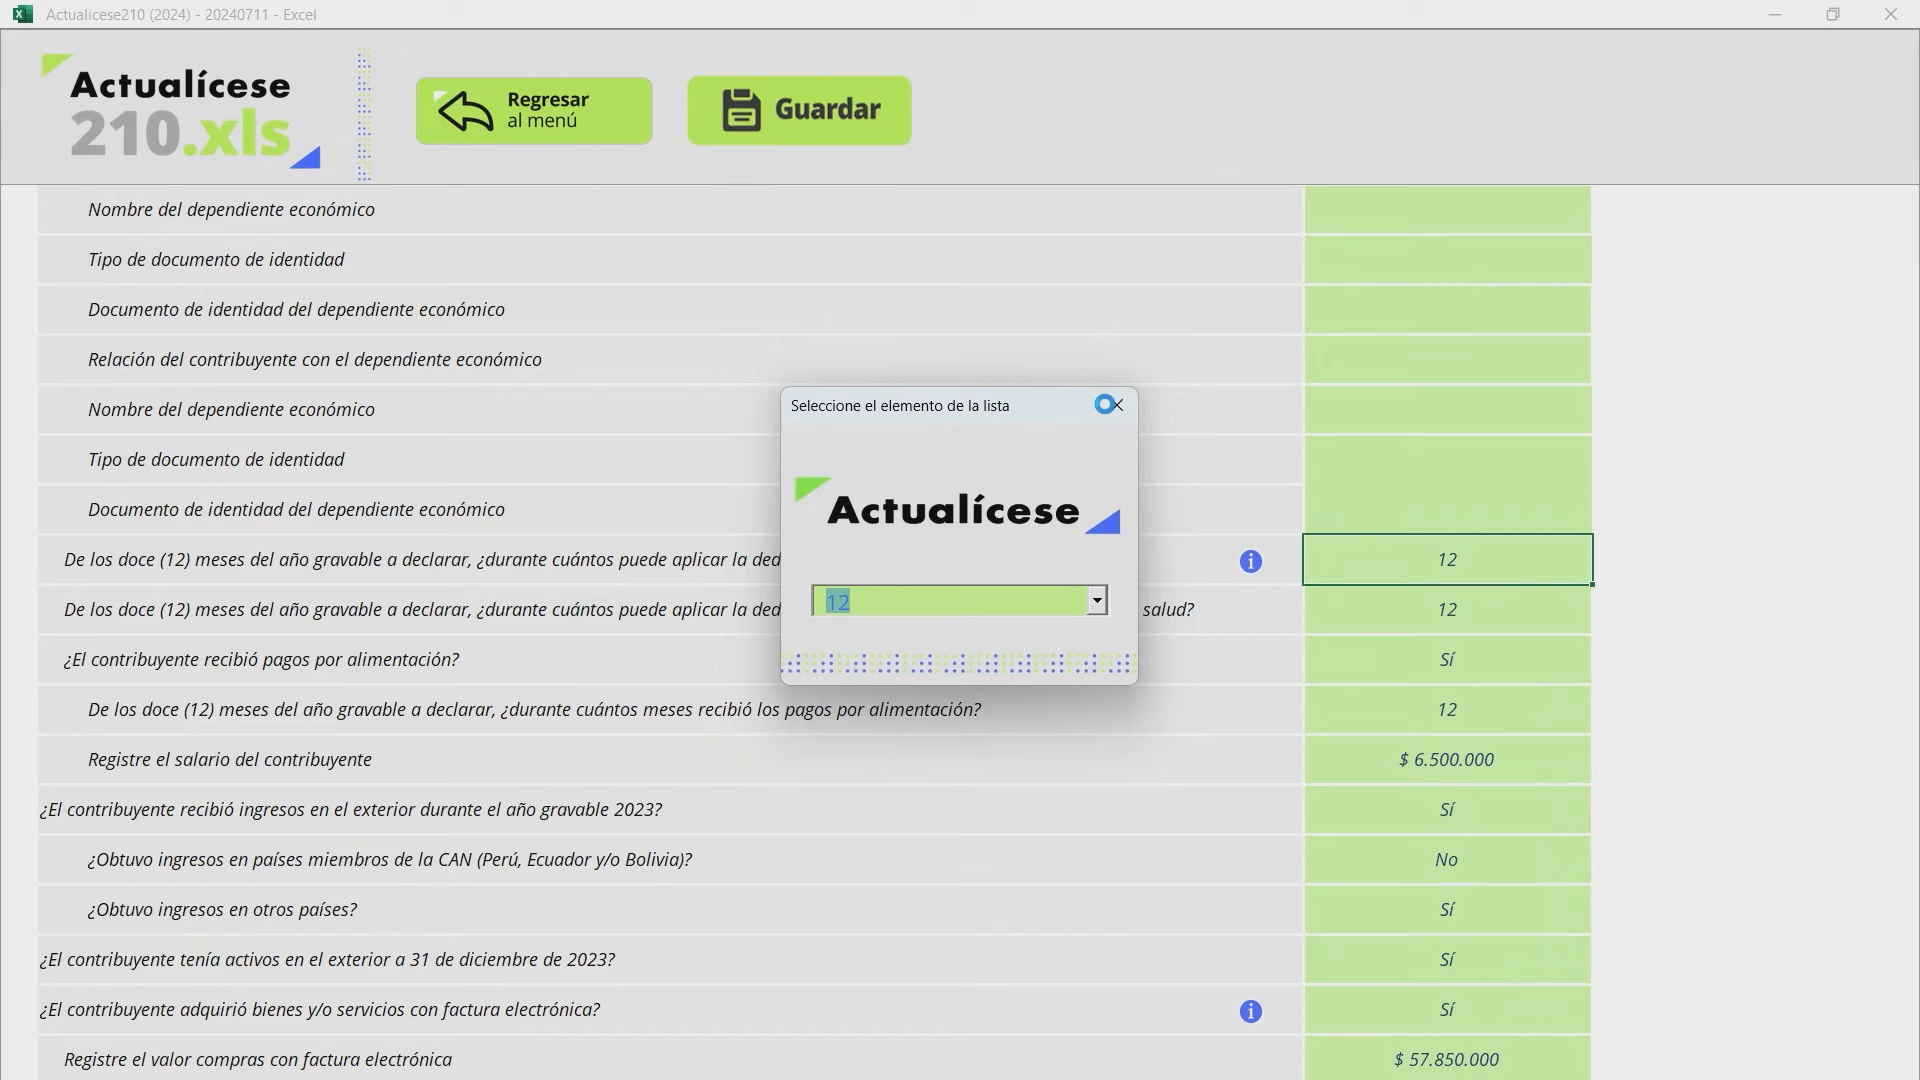 Actualicese210 (2024) - 20240711 - Excel
Actualícese
210.xls
Regresar
al menú
Guardar
Nombre del dependiente económico
Tipo de documento de identidad
Documento de identidad del dependiente económico
Relación del contribuyente con el dependiente económico
Nombre del dependiente económico
Tipo de documento de identidad
Documento de identidad del dependiente económico
De los doce (12) meses del año gravable a declarar, ¿durante cuántos puede aplicar la ded
i
12
De los doce (12) meses del año gravable a declarar, ¿durante cuántos puede aplicar la ded
salud?
12
¿El contribuyente recibió pagos por alimentación?
Sí
De los doce (12) meses del año gravable a declarar, ¿durante cuántos meses recibió los pagos por alimentación?
12
Registre el salario del contribuyente
$ 6.500.000
¿El contribuyente recibió ingresos en el exterior durante el año gravable 2023?
Sí
¿Obtuvo ingresos en países miembros de la CAN (Perú, Ecuador y/o Bolivia)?
No
¿Obtuvo ingresos en otros países?
Sí
¿El contribuyente tenía activos en el exterior a 31 de diciembre de 2023?
Sí
¿El contribuyente adquirió bienes y/o servicios con factura electrónica?
i
Sí
Registre el valor compras con factura electrónica
$ 57.850.000
Seleccione el elemento de la lista
Actualícese
12